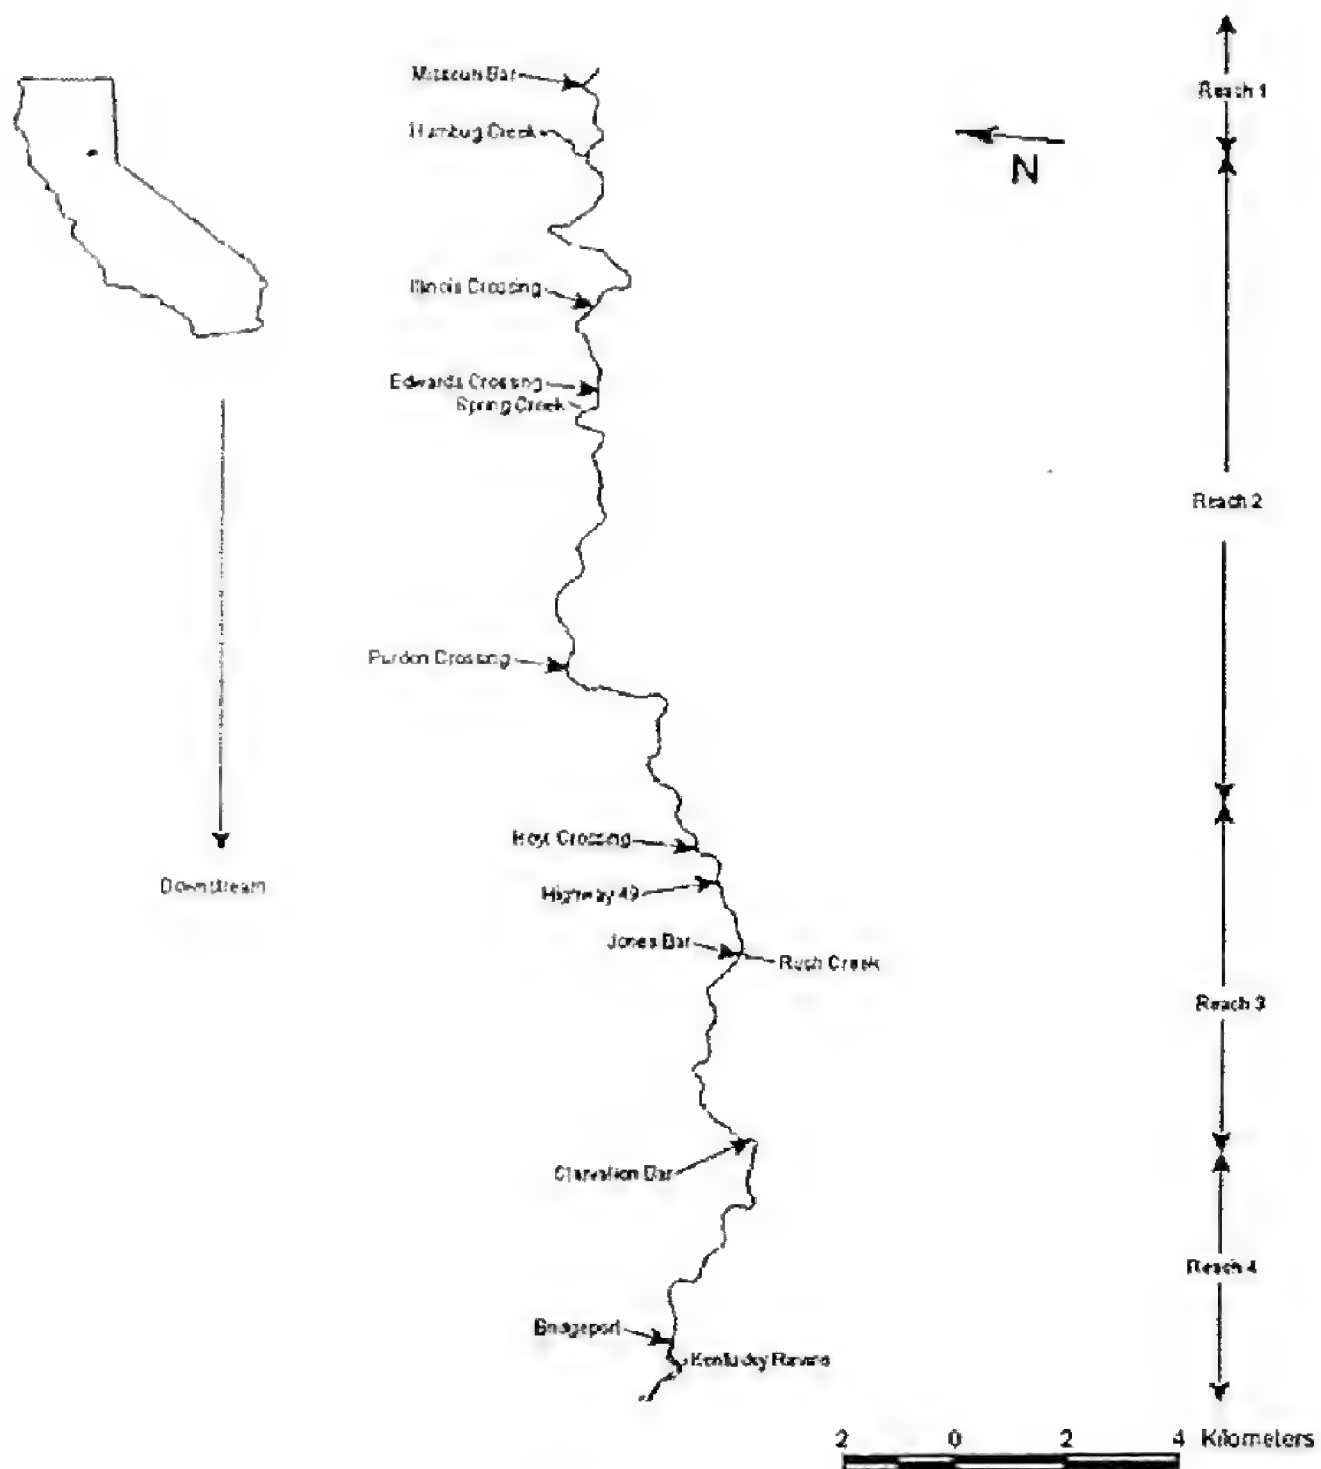 Missouri Bar
Reach 1
Humbug Creek
N
Illinois Crossing
Edwards Crossing
Spring Creek
Reach 2
Purdon Crossing
Hoyt Crossing
Downstream
Highway 49
Jones Bar
Rush Creek
Reach 3
Starvation Bar
Reach 4
Bridgeport
Kentucky Ravine
2 0 2 4 Kilometers